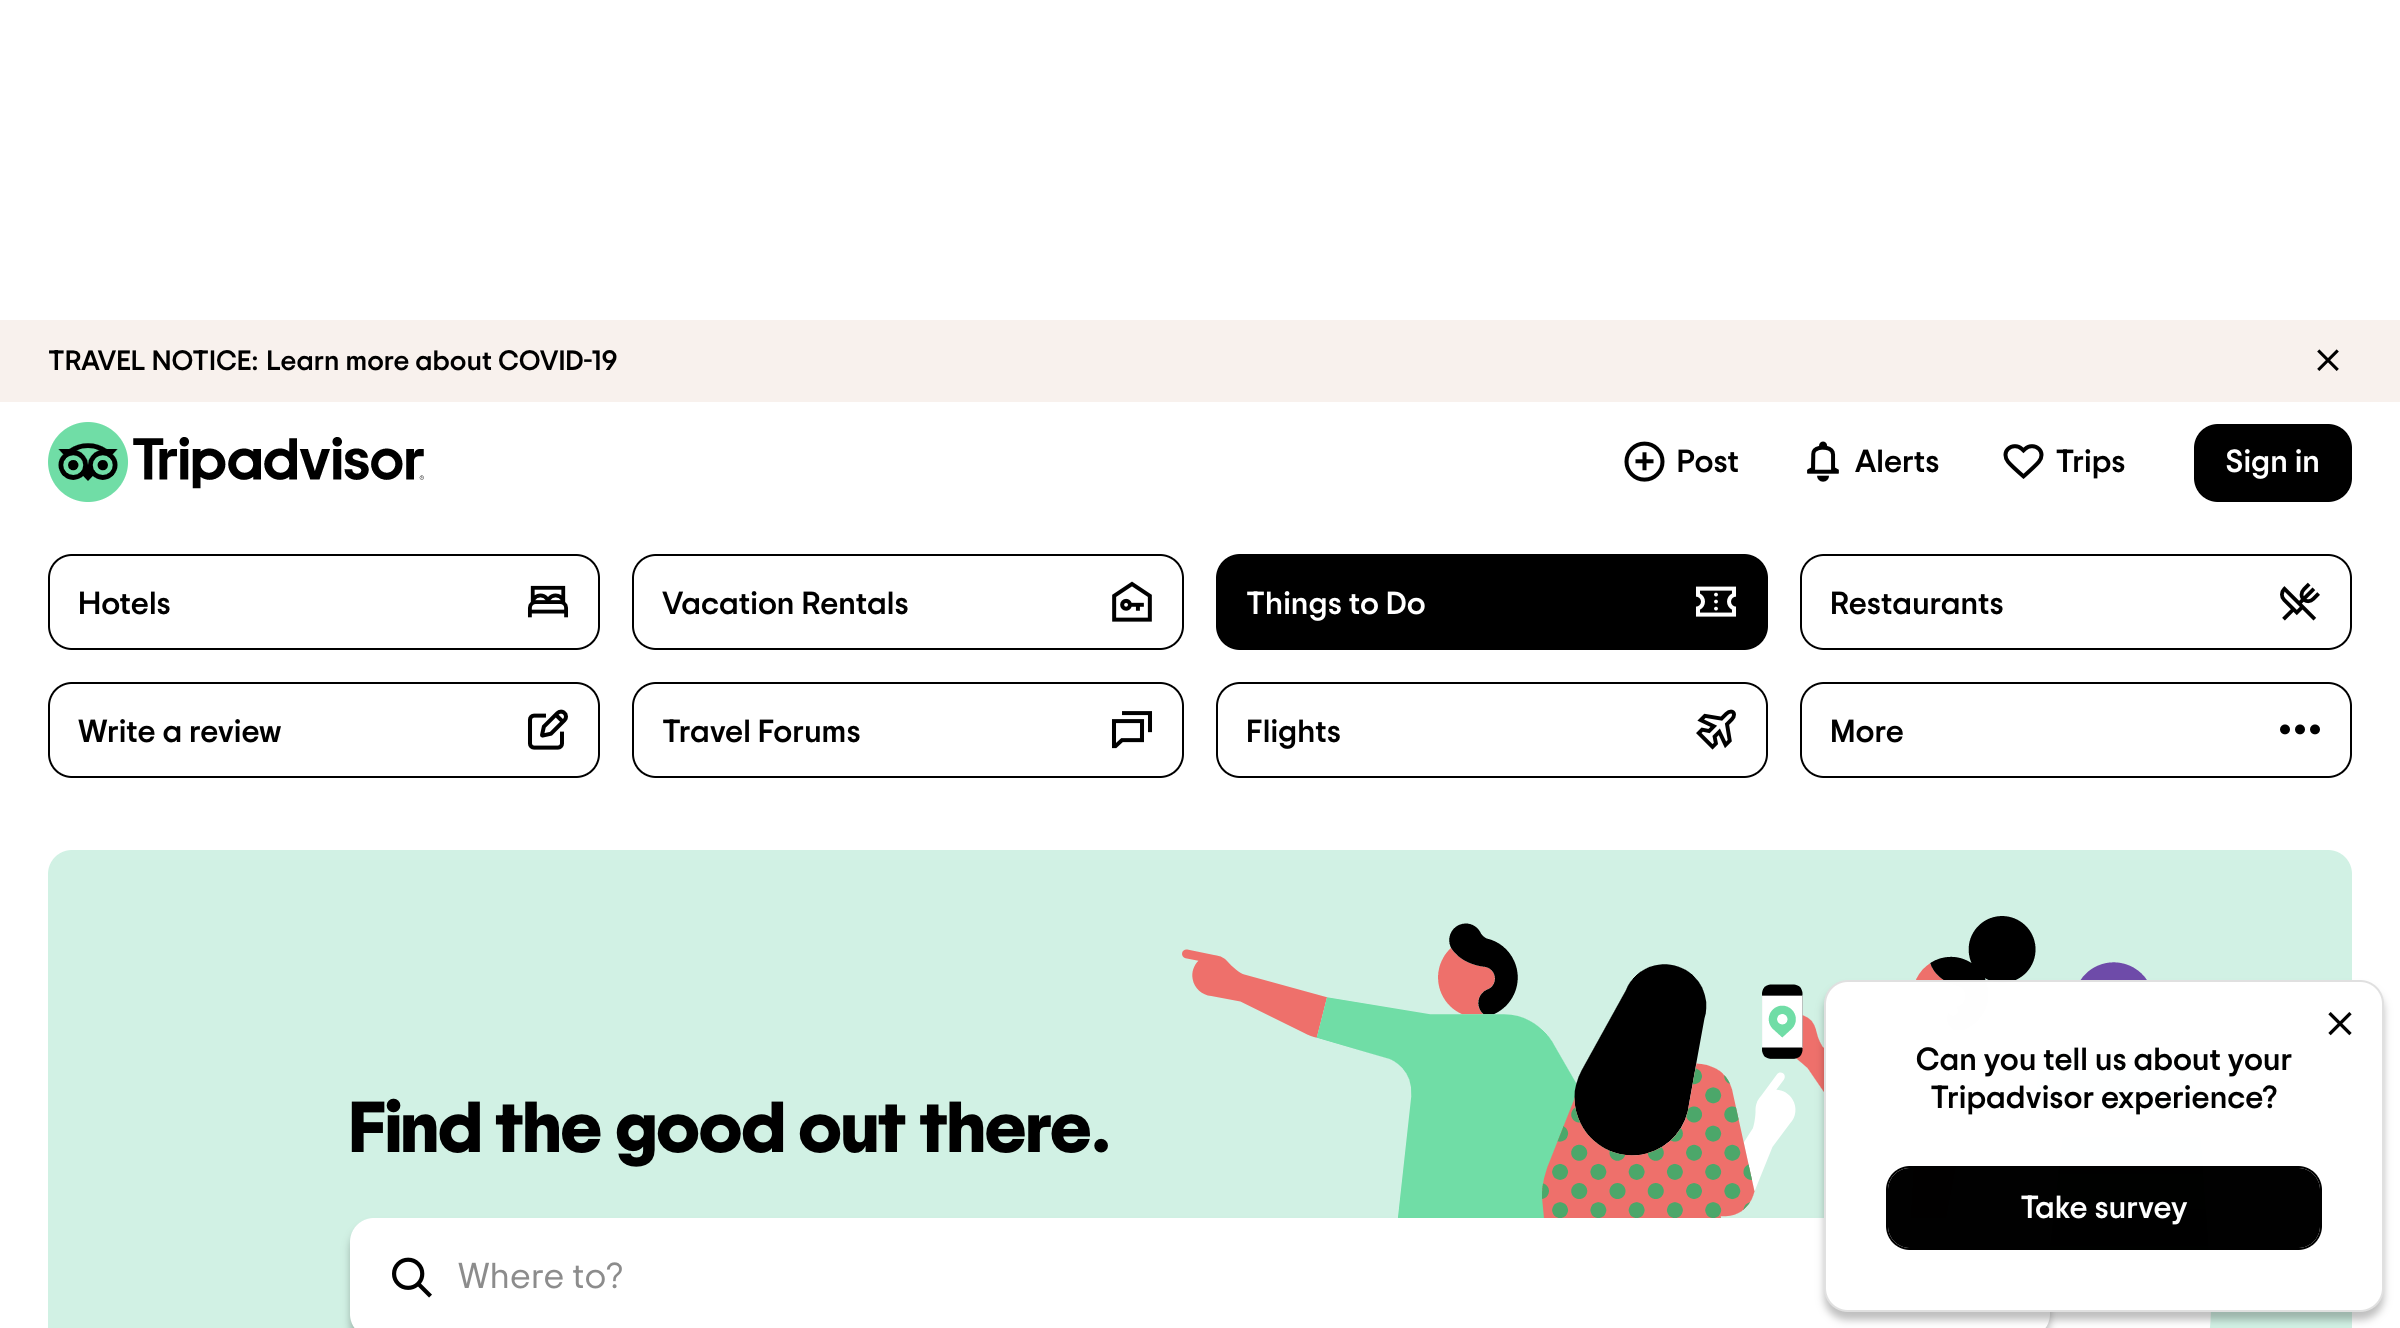 TRAVEL NOTICE: Learn more about COVID-19
Tripadvisor
Post
Alerts
Trips
Sign in
Hotels
Vacation Rentals
Things to Do
Restaurants
Write a review
Travel Forums
Flights
More
Find the good out there.
Where to?
Can you tell us about your
Tripadvisor experience?
Take survey